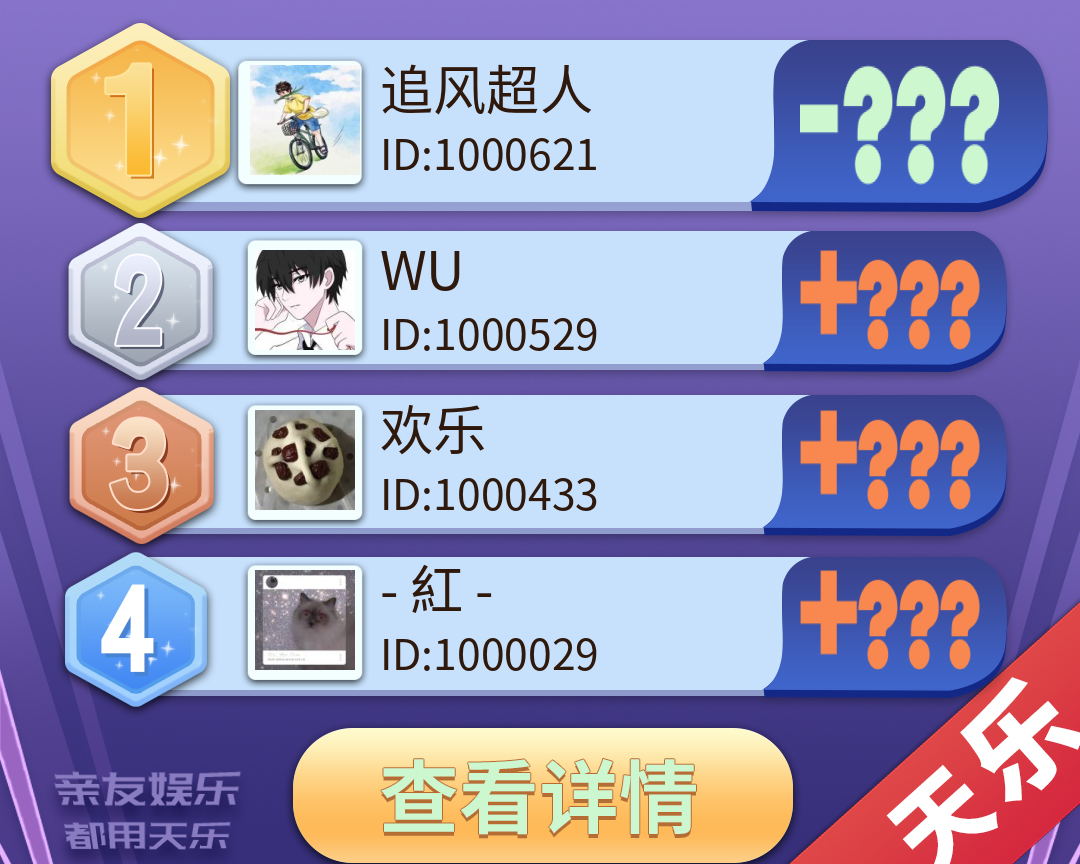 1
追风超人
ID:1000621
-???
2
WU
ID:1000529
+???
3
欢乐
ID:1000433
+???
4
- 紅 -
ID:1000029
+???
查看详情
亲友娱乐
都用天乐
天乐